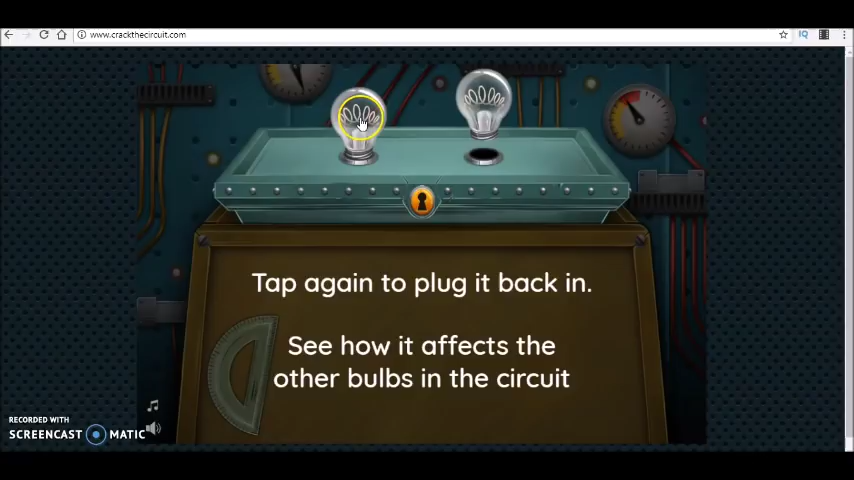 www.crackthecircuit.com
IQ
Tap again to plug it back in.
See how it affects the
other bulbs in the circuit
RECORDED WITH
SCREENCAST MATIC